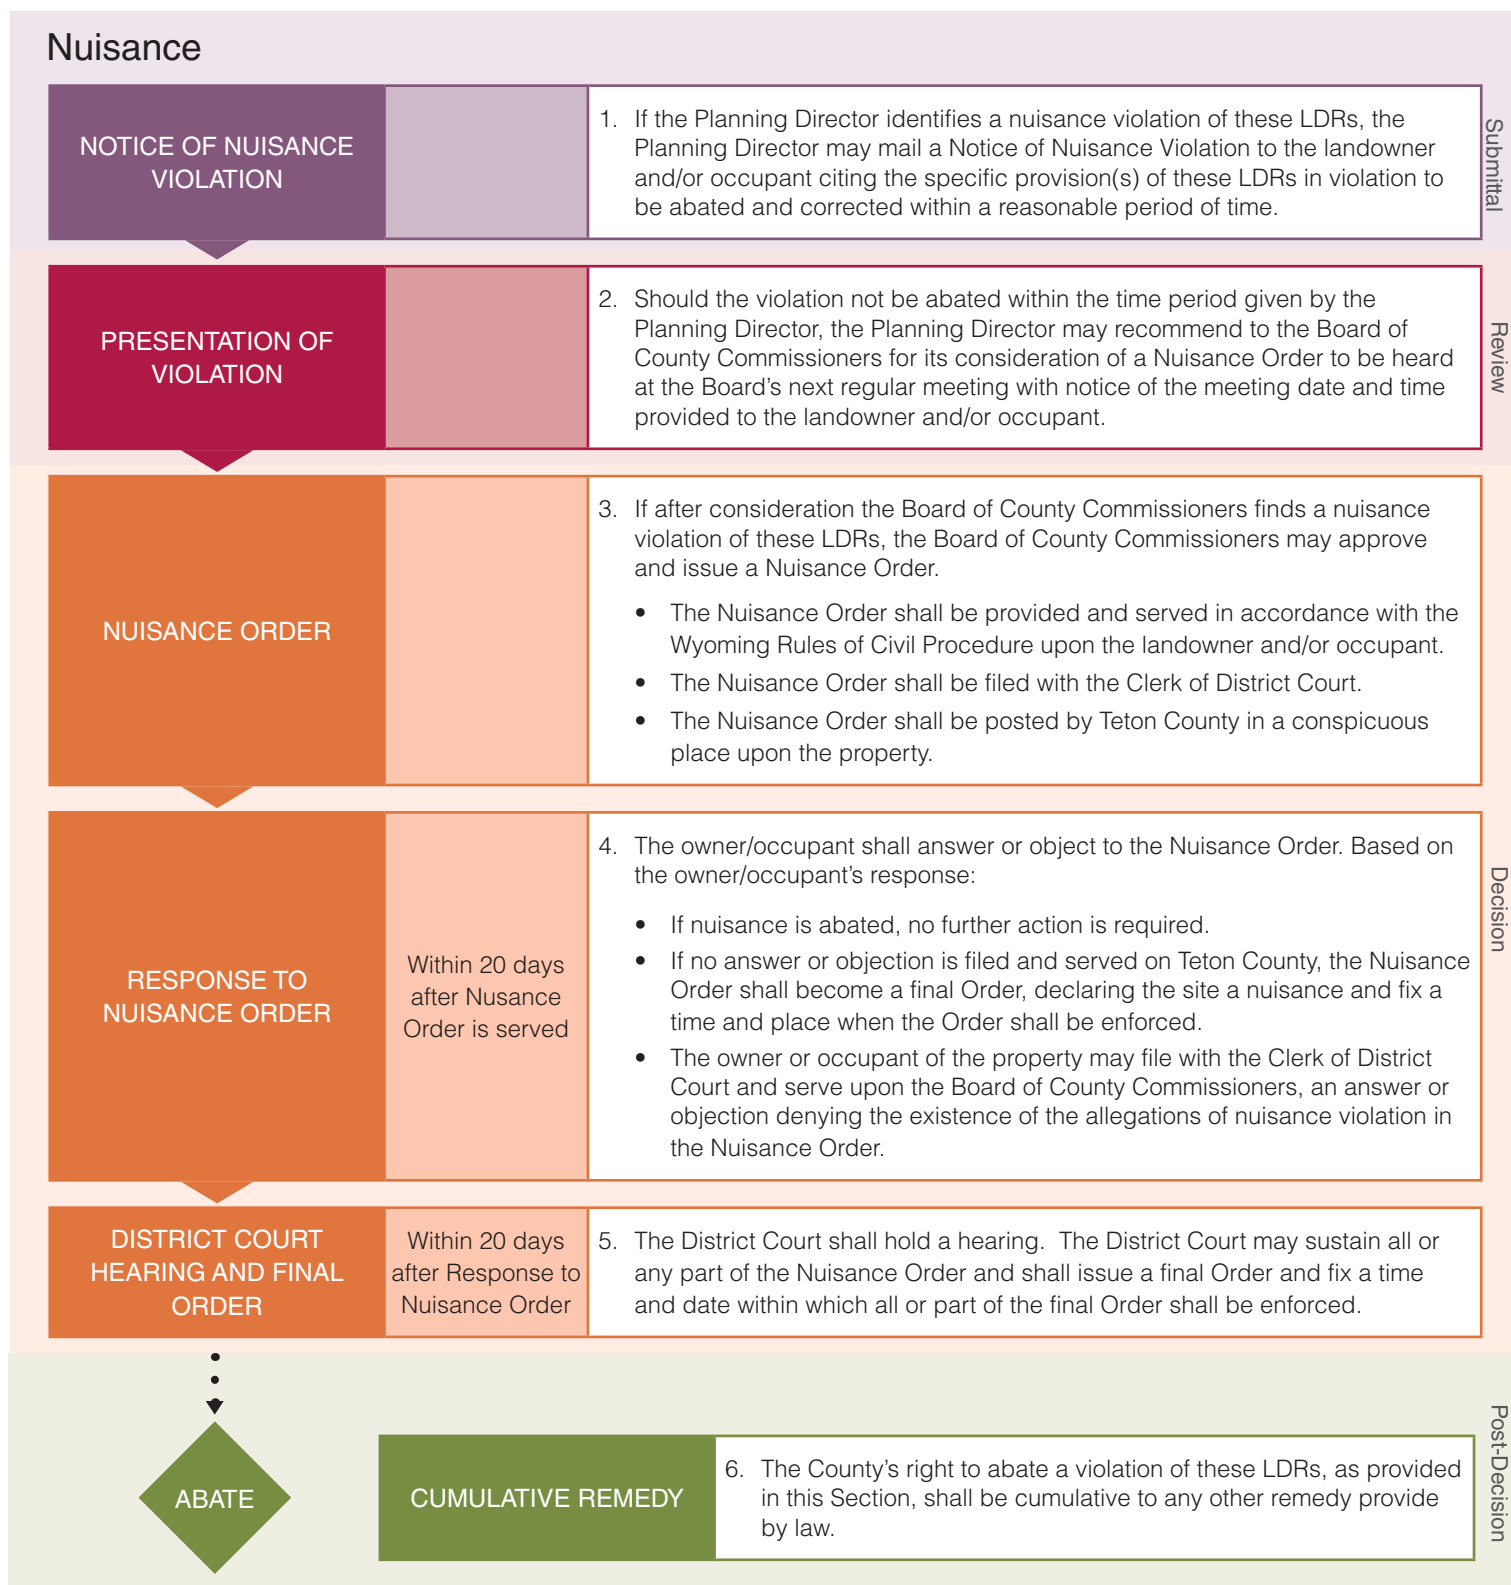 Nuisance
NOTICE OF NUISANCE
VIOLATION
1. If the Planning Director identifies a nuisance violation of these LDRs, the
Planning Director may mail a Notice of Nuisance Violation to the landowner
and/or occupant citing the specific provision(s) of these LDRs in violation to
be abated and corrected within a reasonable period of time.
Submittal
PRESENTATION OF
VIOLATION
2. Should the violation not be abated within the time period given by the
Planning Director, the Planning Director may recommend to the Board of
County Commissioners for its consideration of a Nuisance Order to be heard
at the Board's next regular meeting with notice of the meeting date and time
provided to the landowner and/or occupant.
Review
NUISANCE ORDER
3. If after consideration the Board of County Commissioners finds a nuisance
violation of these LDRs, the Board of County Commissioners may approve
and issue a Nuisance Order.
• The Nuisance Order shall be provided and served in accordance with the
Wyoming Rules of Civil Procedure upon the landowner and/or occupant.
• The Nuisance Order shall be filed with the Clerk of District Court.
• The Nuisance Order shall be posted by Teton County in a conspicuous
place upon the property.
RESPONSE TO
NUISANCE ORDER
Within 20 days
after Nusance
Order is served
4. The owner/occupant shall answer or object to the Nuisance Order. Based on
the owner/occupant's response:
• If nuisance is abated, no further action is required.
• If no answer or objection is filed and served on Teton County, the Nuisance
Order shall become a final Order, declaring the site a nuisance and fix a
time and place when the Order shall be enforced.
• The owner or occupant of the property may file with the Clerk of District
Court and serve upon the Board of County Commissioners, an answer or
objection denying the existence of the allegations of nuisance violation in
the Nuisance Order.
Decision
DISTRICT COURT
HEARING AND FINAL
ORDER
Within 20 days
after Response to
Nuisance Order
5. The District Court shall hold a hearing. The District Court may sustain all or
any part of the Nuisance Order and shall issue a final Order and fix a time
and date within which all or part of the final Order shall be enforced.
ABATE
CUMULATIVE REMEDY
6. The County's right to abate a violation of these LDRs, as provided
in this Section, shall be cumulative to any other remedy provide
by law.
Post-Decision